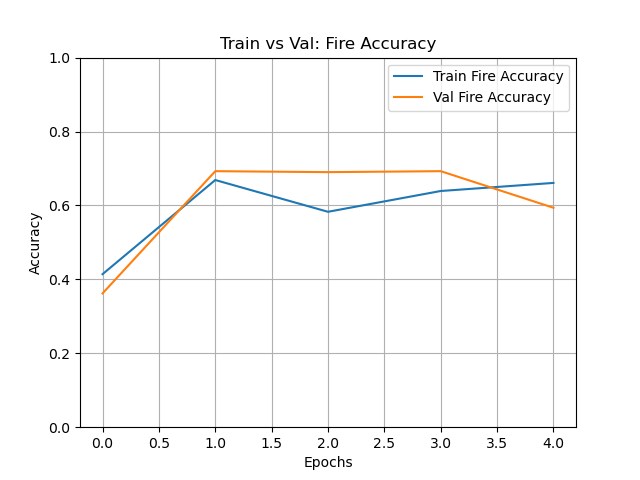 Train vs Val: Fire Accuracy
1.0
Train Fire Accuracy
Val Fire Accuracy
0.8
0.6
Accuracy
0.4
0.2
0.0
0.0 0.5 1.0 1.5 2.0 2.5 3.0 3.5 4.0
Epochs